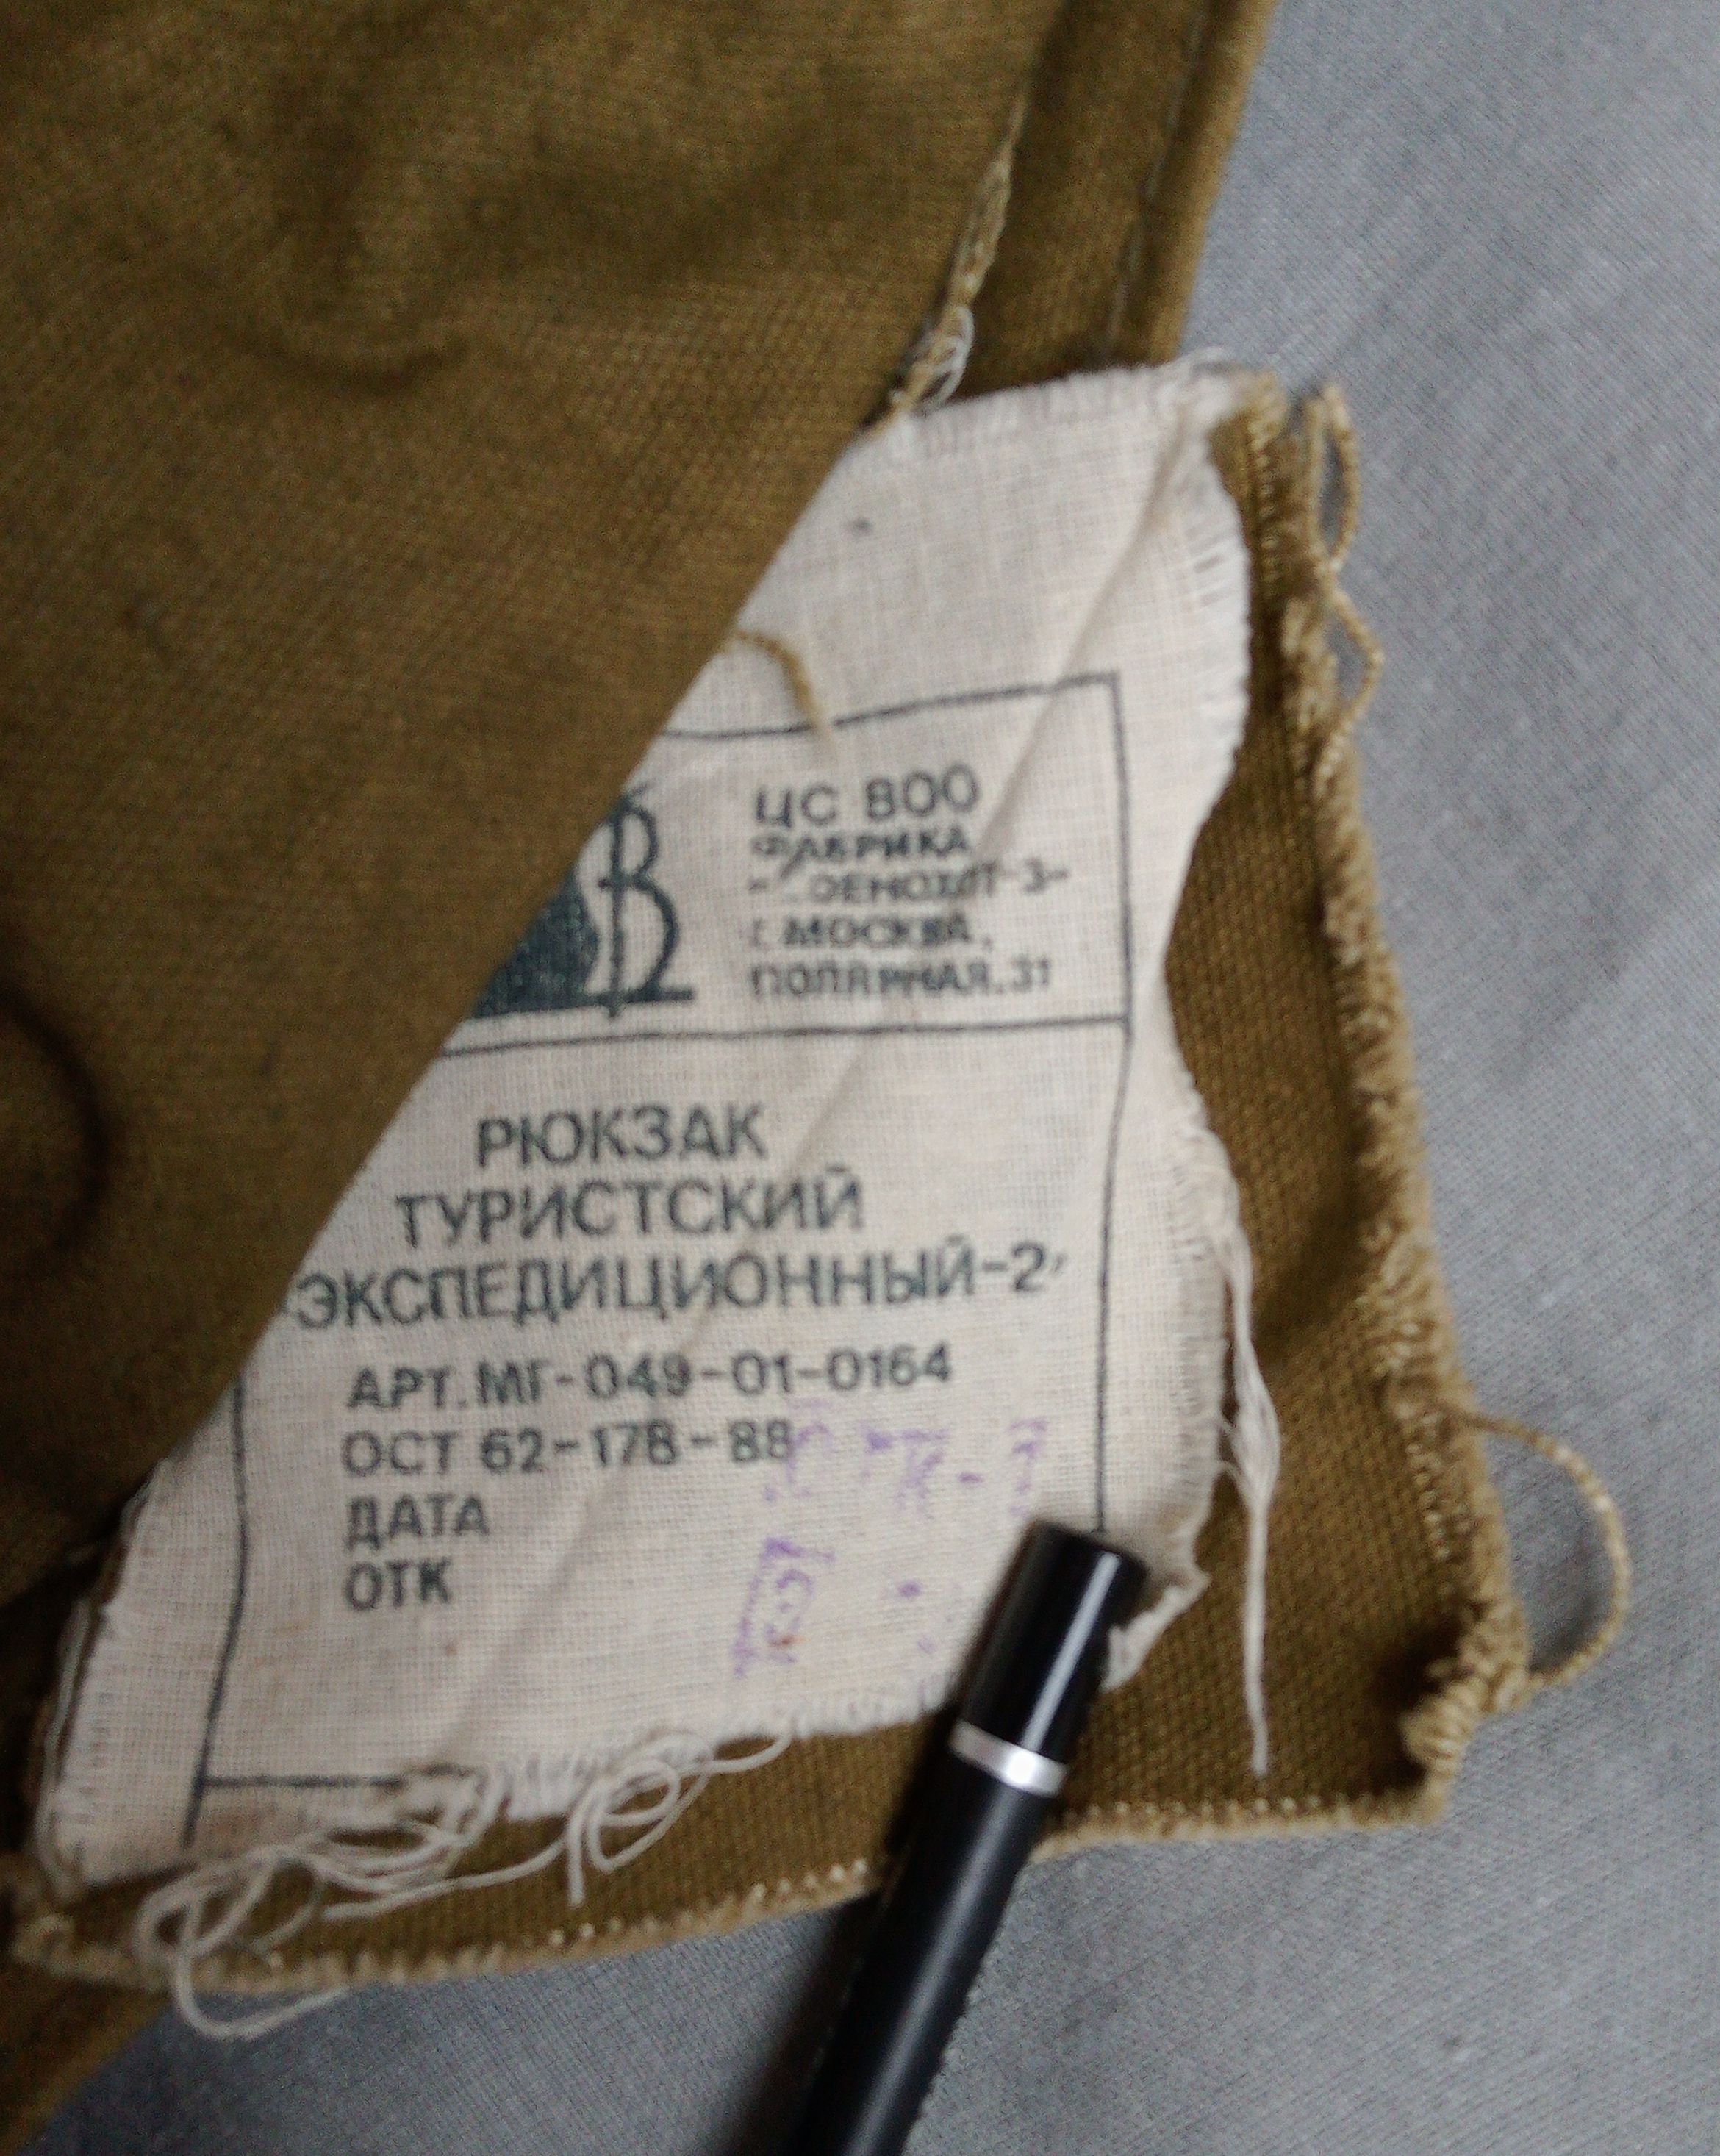 ЦС ВОО
ФАБРИКА
Г. МОСКВА,
ПОЛЯРНАЯ.31
РЮКЗАК
ТУРИСТСКИЙ
ЭКСПЕДИЦИОННЫЙ-2"
АРТ. МГ-049-01-0164
ОСТ 62-178-88
ДАТА
ОТК